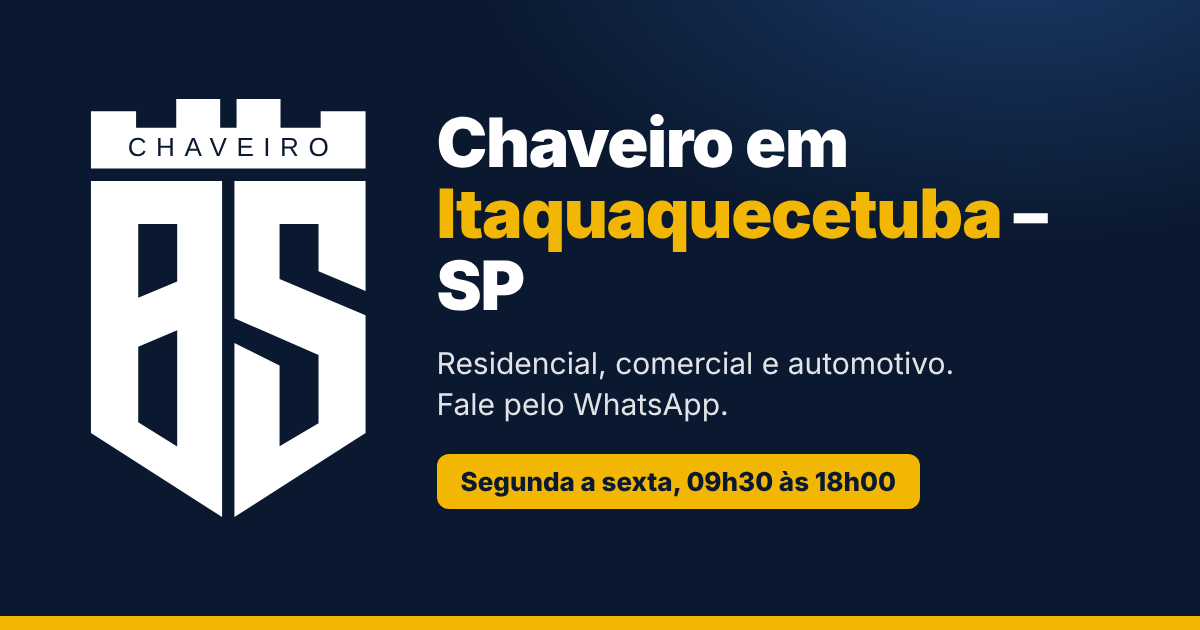 CHAVEIRO
BS
Chaveiro em
Itaquaquecetuba –
SP
Residencial, comercial e automotivo.
Fale pelo WhatsApp.
Segunda a sexta, 09h30 às 18h00